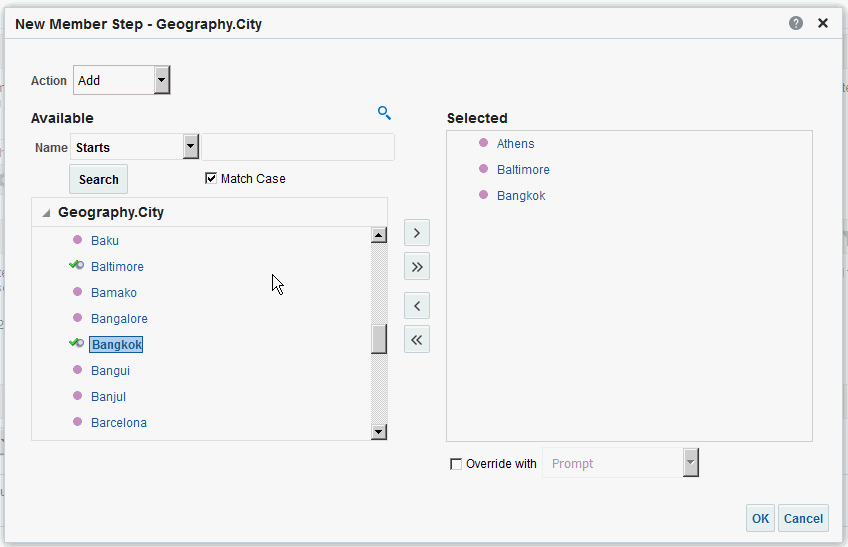 New Member Step - Geography.City
Action Add
Available
Name Starts
Search Match Case
Geography.City
Baku
Baltimore
Bamako
Bangalore
Bangkok
Bangui
Banjul
Barcelona
Selected
Athens
Baltimore
Bangkok
Override with Prompt
OK Cancel